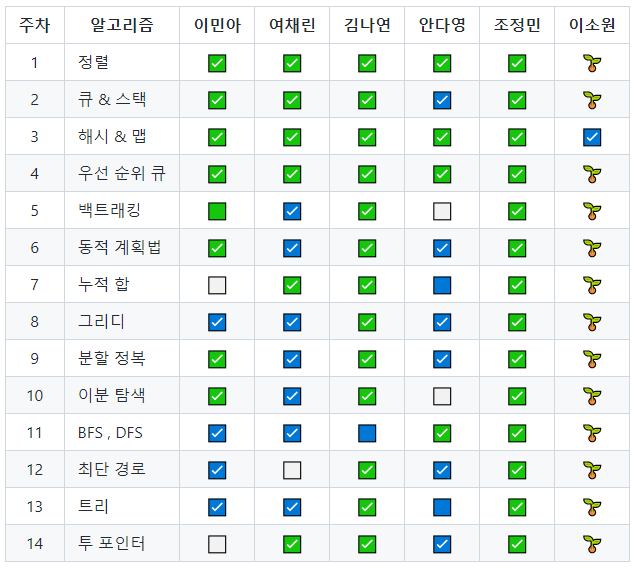 주차 알고리즘 이민아 여채린 김나연 안다영 조정민 이소원
1 정렬
2 큐 & 스택
3 해시 & 맵
4 우선 순위 큐
5 백트래킹
6 동적 계획법
7 누적 합
8 그리디
9 분할 정복
10 이분 탐색
11 BFS , DFS
12 최단 경로
13 트리
14 투 포인터